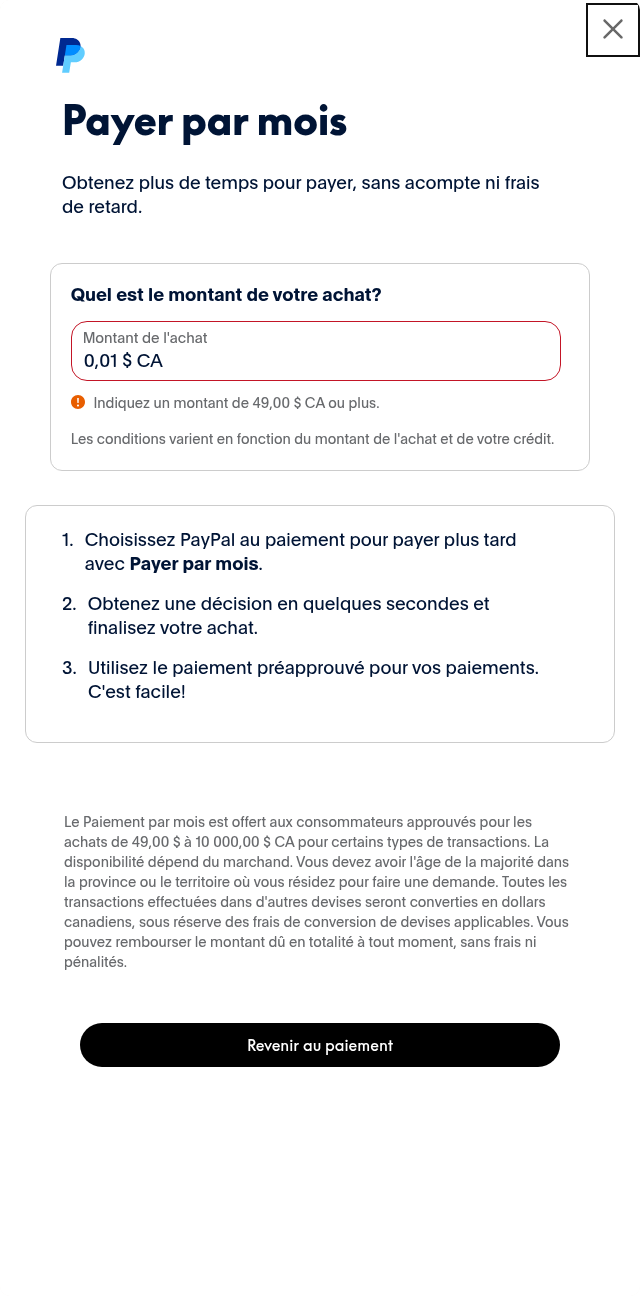 Payer par mois
Obtenez plus de temps pour payer, sans acompte ni frais
de retard.
Quel est le montant de votre achat?
Montant de l'achat
0,01 $ CA
Indiquez un montant de 49,00 $ CA ou plus.
Les conditions varient en fonction du montant de l'achat et de votre crédit.
1. Choisissez PayPal au paiement pour payer plus tard
avec Payer par mois.
2. Obtenez une décision en quelques secondes et
finalisez votre achat.
3. Utilisez le paiement préapprouvé pour vos paiements.
C'est facile!
Le Paiement par mois est offert aux consommateurs approuvés pour les
achats de 49,00 $ à 10 000,00 $ CA pour certains types de transactions. La
disponibilité dépend du marchand. Vous devez avoir l'âge de la majorité dans
la province ou le territoire où vous résidez pour faire une demande. Toutes les
transactions effectuées dans d'autres devises seront converties en dollars
canadiens, sous réserve des frais de conversion de devises applicables. Vous
pouvez rembourser le montant dû en totalité à tout moment, sans frais ni
pénalités.
Revenir au paiement